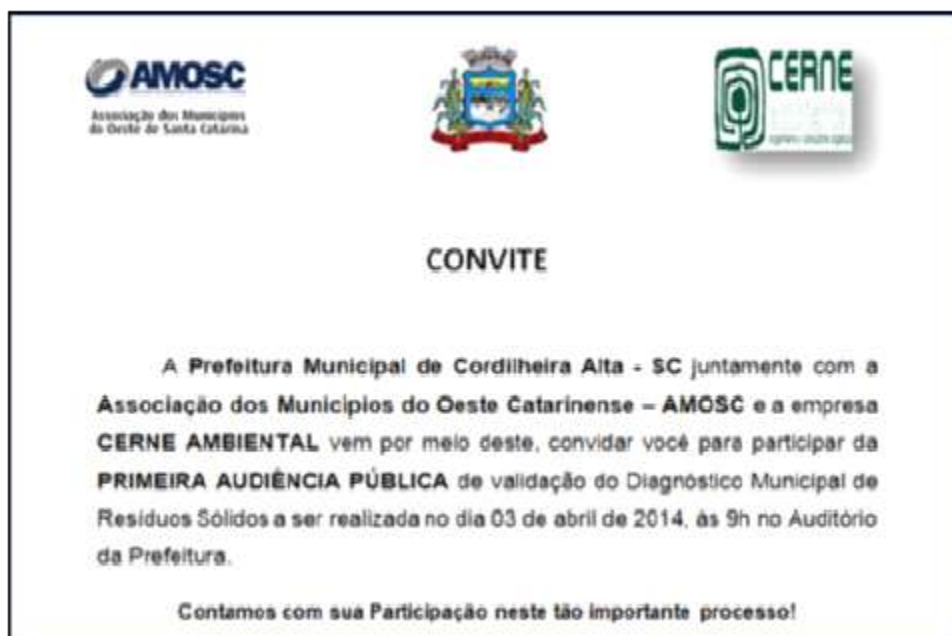 AMOSC
Associação dos Municípios
do Oeste de Santa Catarina
CERNE
CONVITE
A Prefeitura Municipal de Cordilheira Alta - SC juntamente com a
Associação dos Municípios do Oeste Catarinense – AMOSC e a empresa
CERNE AMBIENTAL vem por meio deste, convidar você para participar da
PRIMEIRA AUDIÊNCIA PÚBLICA de validação do Diagnóstico Municipal de
Resíduos Sólidos a ser realizada no dia 03 de abril de 2014, às 9h no Auditório
da Prefeitura.
Contamos com sua Participação neste tão importante processo!